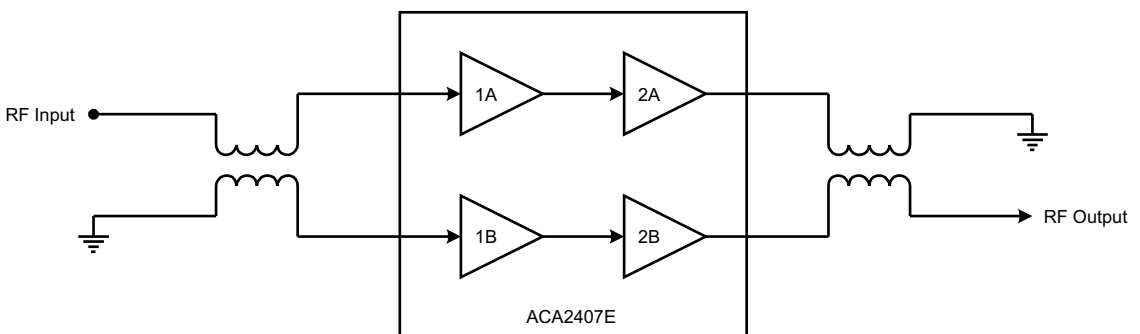 RF Input
1A
2A
1B
2B
RF Output
ACA2407E